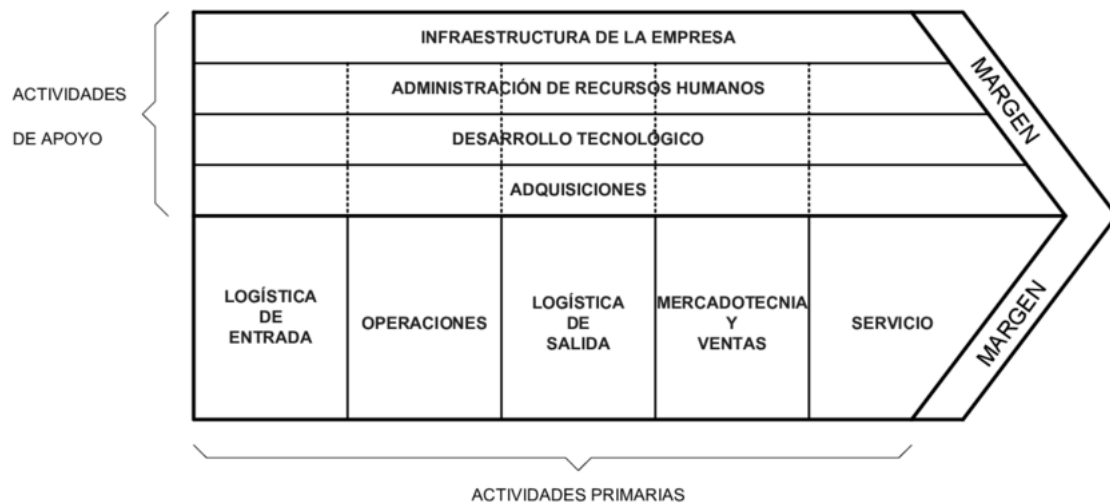 INFRAESTRUCTURA DE LA EMPRESA
ACTIVIDADES
DE APOYO
ADMINISTRACIÓN DE RECURSOS HUMANOS
DESARROLLO TECNOLÓGICO
ADQUISICIONES
MARGEN
LOGÍSTICA
DE
ENTRADA
OPERACIONES
LOGÍSTICA
DE
SALIDA
MERCADOTECNIA
Y
VENTAS
SERVICIO
MARGEN
ACTIVIDADES PRIMARIAS